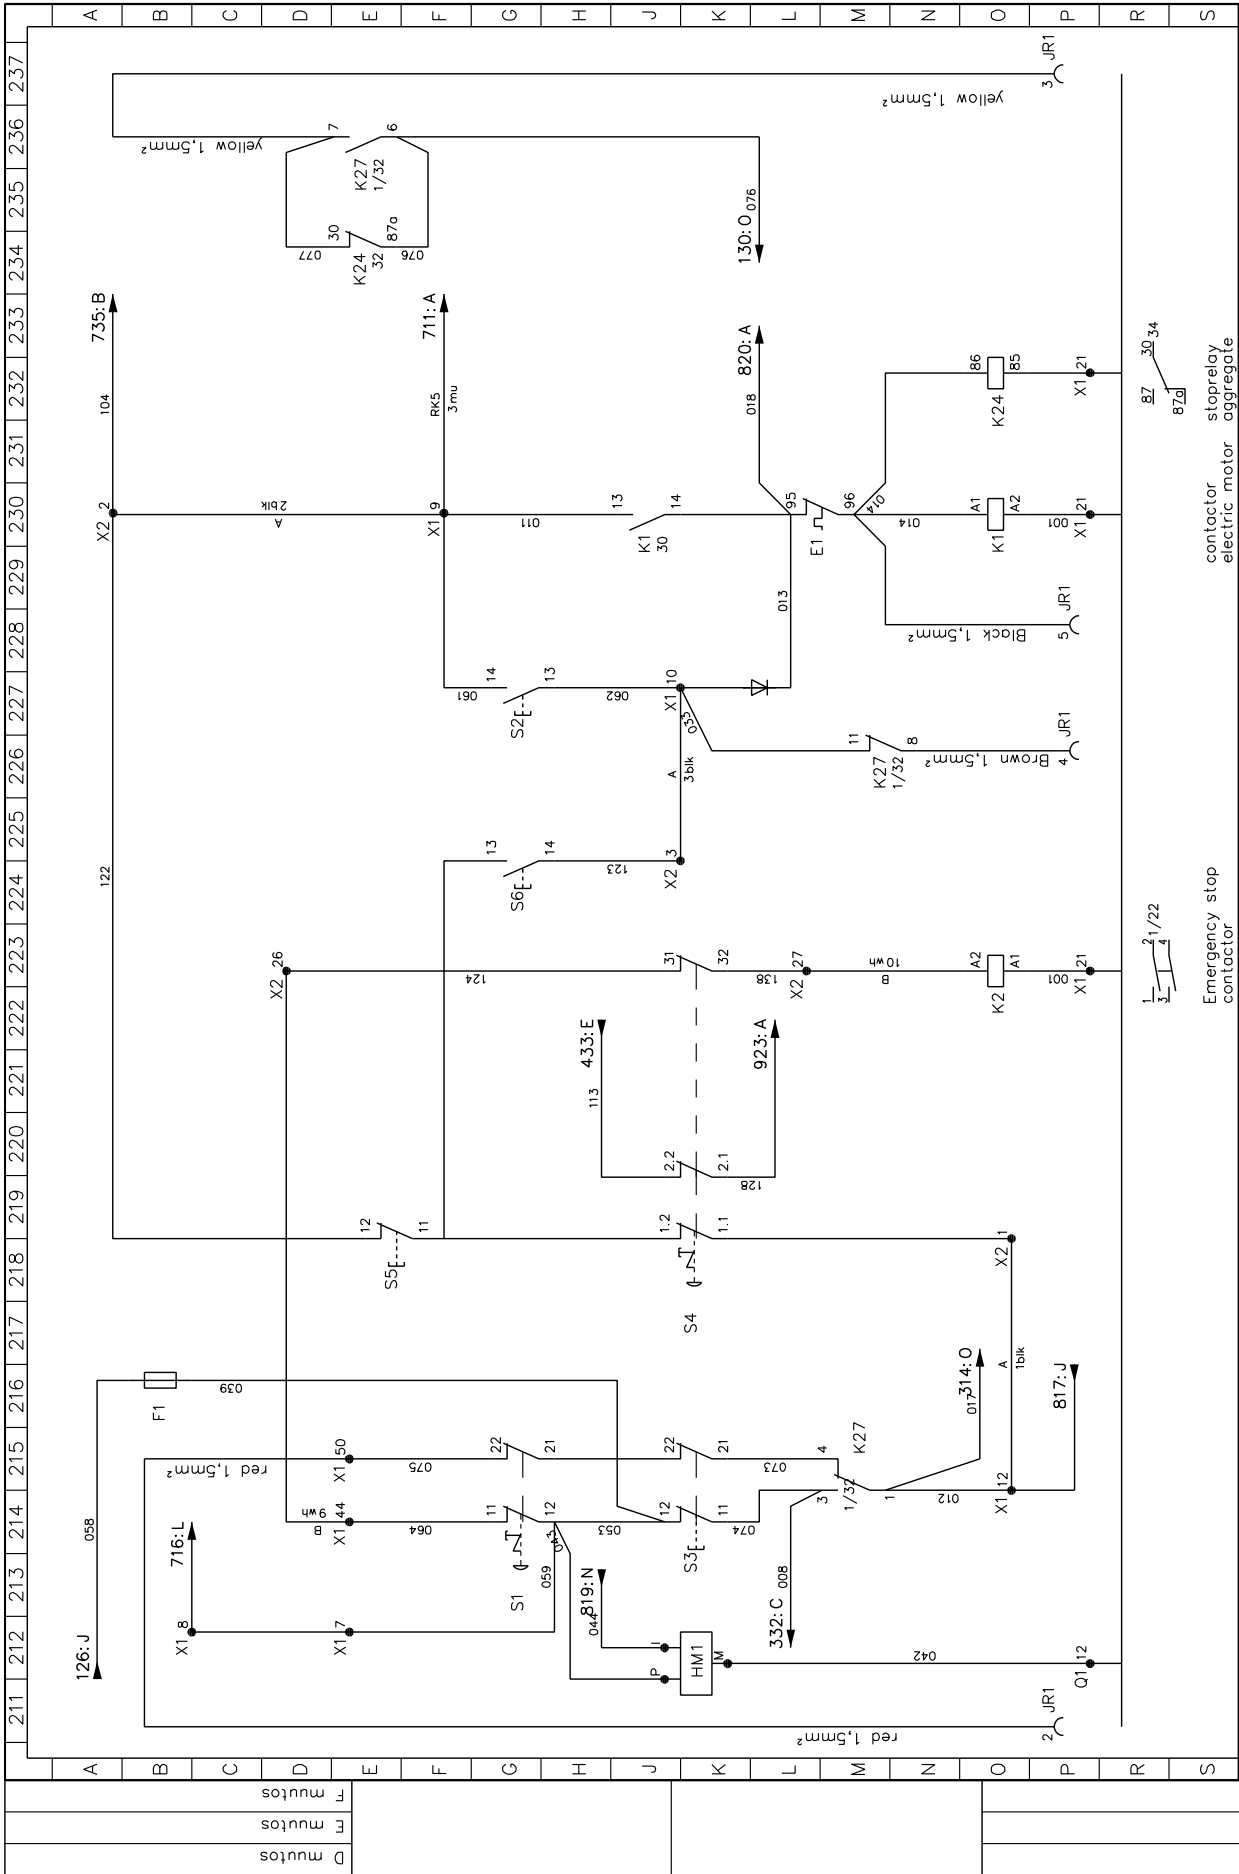 A B C D E F G H J K L M N O P R S
211 212 213 214 215 216 217 218 219 220 221 222 223 224 225 226 227 228 229 230 231 232 233 234 235 236 237
yellow 1,5mm²
yellow 1,5mm²
3
JR1
7
K27
1/32
6
30
K24
32
87a
077
076
130:O
076
735:B
104
X2
2
A
2blk
711:A
RK5
3mu
X1
9
011
13
K1
30
14
820:A
018
95
E1
96
014
014
013
86
K24
85
X1
21
A1
K1
A2
001
X1
21
87
30
34
87a
stoprelay
aggregate
contactor
electric motor
Black 1,5mm²
5
JR1
061
14
S2
13
062
X1
10
033
A
3blk
11
K27
1/32
8
Brown 1,5mm²
4
JR1
122
13
S6
14
123
X2
3
X2
26
124
31
32
138
X2
27
B
10wh
A2
K2
A1
001
X1
21
1
2
1/22
3
4
Emergency stop
contactor
433:E
113
2.2
2.1
128
923:A
12
S5
11
1.2
1.1
S4
X2
1
A
1blk
314:O
017
817:J
058
F1
039
126:J
red 1,5mm²
X1
50
075
22
21
22
21
073
4
K27
3
1/32
1
012
X1
12
B
9wh
X1
44
064
11
12
S1
043
053
12
11
S3
074
716:L
X1
8
X1
7
059
819:N
044
332:C
008
P
I
HM1
M
042
Q1
12
red 1,5mm²
2
JR1
A B C D E F G H J K L M N O P R S
F muutos
E muutos
D muutos